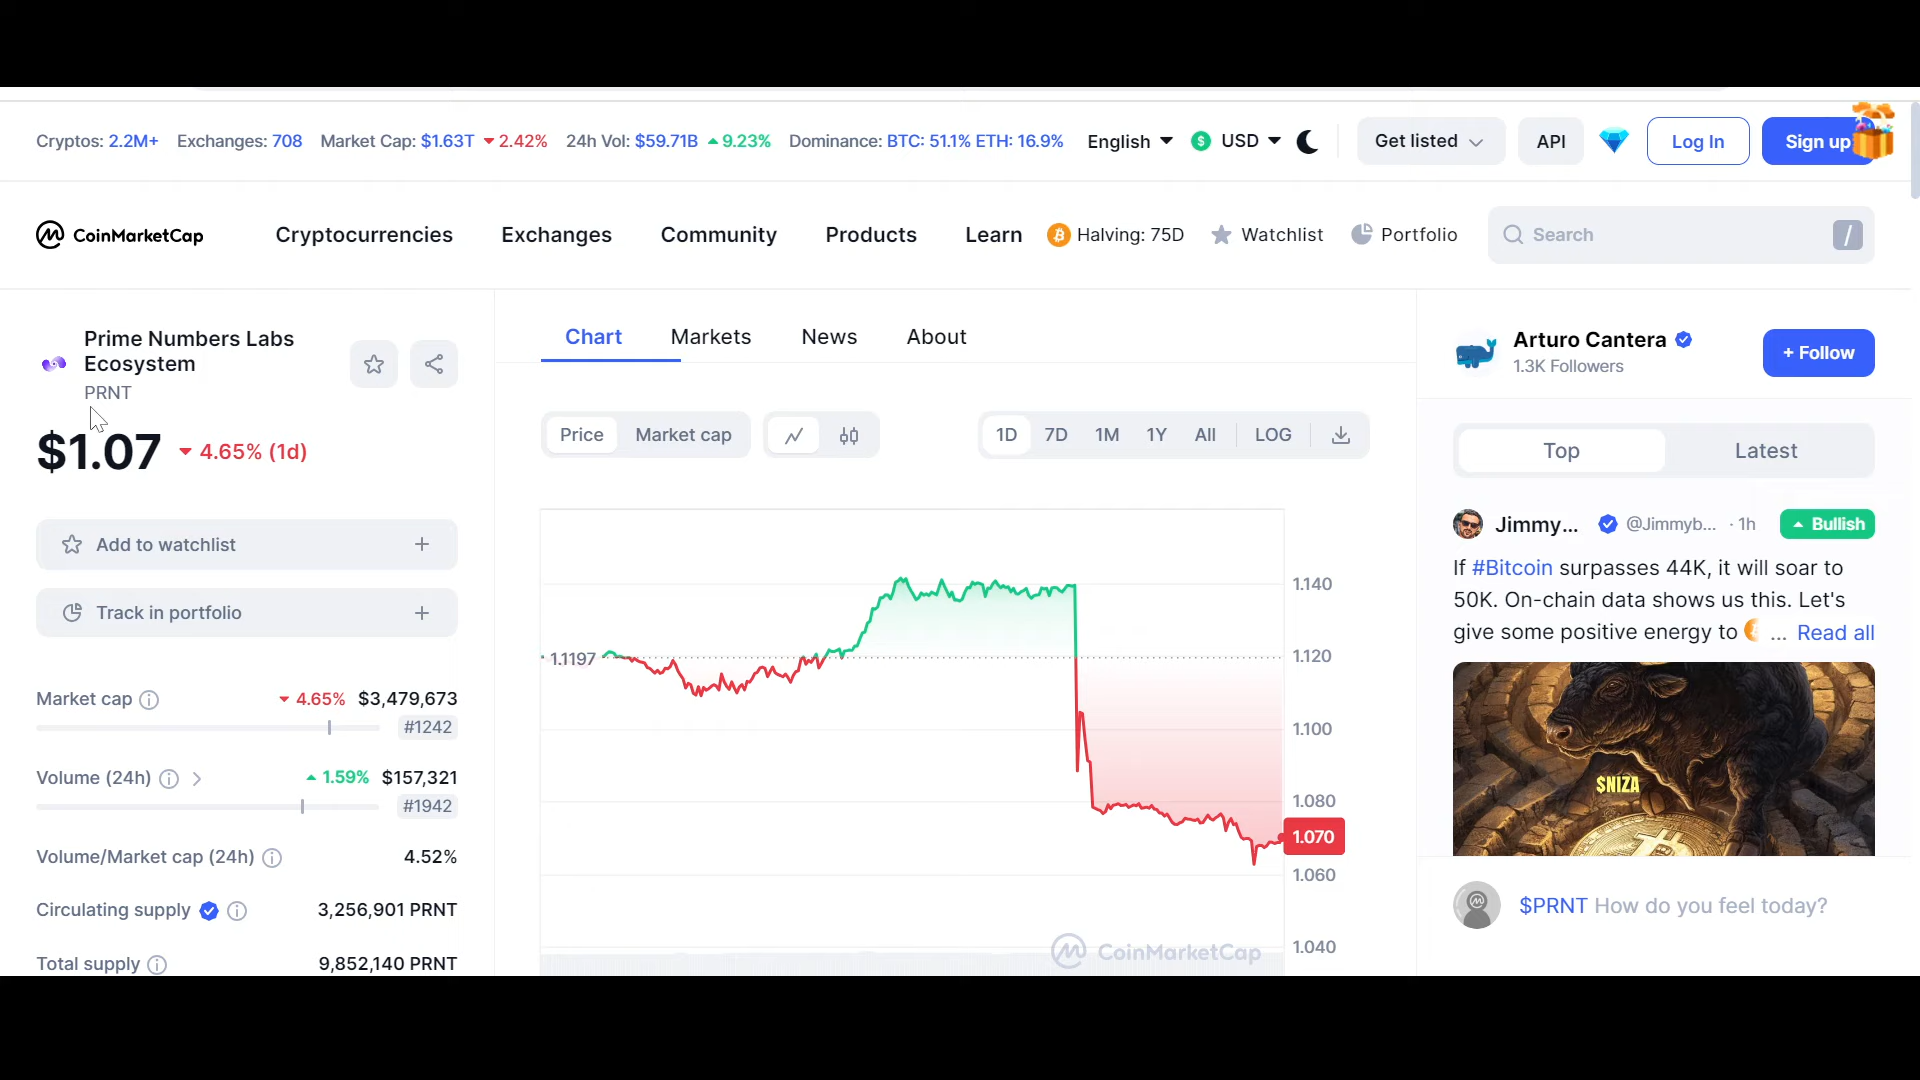 Cryptos: 2.2M+ Exchanges: 708 Market Cap: $1.63T 2.42% 24h Vol: $59.71B 9.23% Dominance: BTC: 51.1% ETH: 16.9% English $ USD Get listed API Log In Sign up
CoinMarketCap Cryptocurrencies Exchanges Community Products Learn Halving: 75D Watchlist Portfolio Search /
Prime Numbers Labs
Ecosystem
PRNT
$1.07 4.65% (1d)
Add to watchlist +
Track in portfolio +
Market cap 4.65% $3,479,673
#1242
Volume (24h) 1.59% $157,321
#1942
Volume/Market cap (24h) 4.52%
Circulating supply 3,256,901 PRNT
Total supply 9,852,140 PRNT
Chart Markets News About
Price Market cap 1D 7D 1M 1Y All LOG
1.140
1.1197 1.120
1.100
1.080
1.070
1.060
1.040
CoinMarketCap
Arturo Cantera
1.3K Followers
+ Follow
Top Latest
Jimmy... @Jimmyb... · 1h Bullish
If #Bitcoin surpasses 44K, it will soar to
50K. On-chain data shows us this. Let's
give some positive energy to ... Read all
$NIZA
$PRNT How do you feel today?